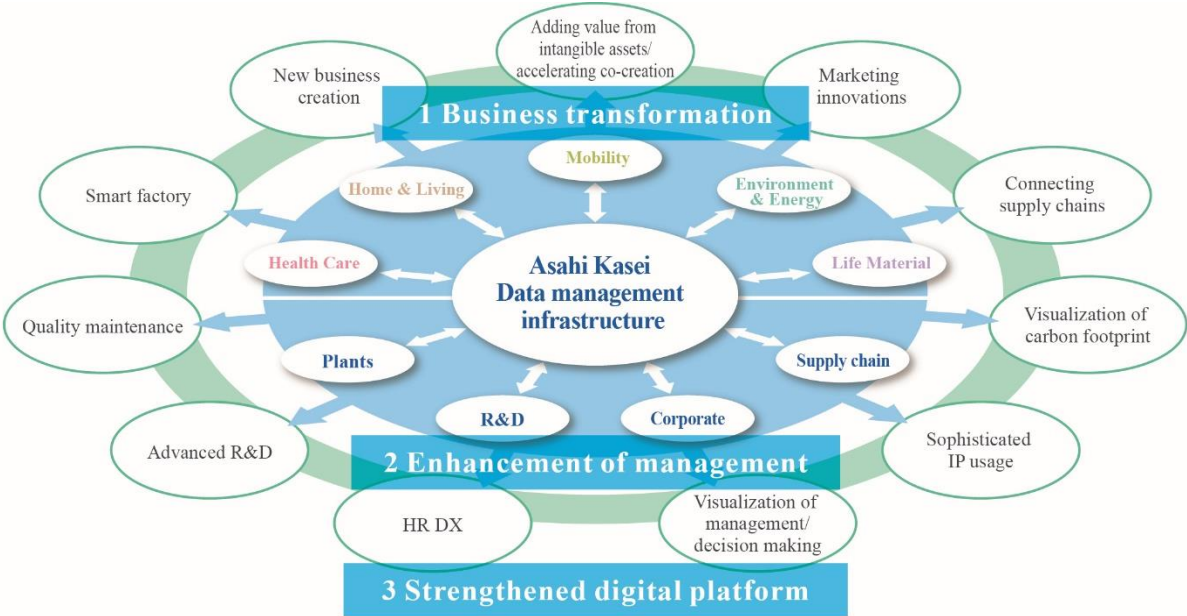 Adding value from
intangible assets/
accelerating co-creation
New business
creation
Marketing
innovations
1 Business transformation
Mobility
Home & Living
Environment
& Energy
Smart factory
Connecting
supply chains
Health Care
Life Material
Asahi Kasei
Data management
infrastructure
Quality maintenance
Visualization of
carbon footprint
Plants
Supply chain
R&D
Corporate
Advanced R&D
Sophisticated
IP usage
2 Enhancement of management
HR DX
Visualization of
management/
decision making
3 Strengthened digital platform